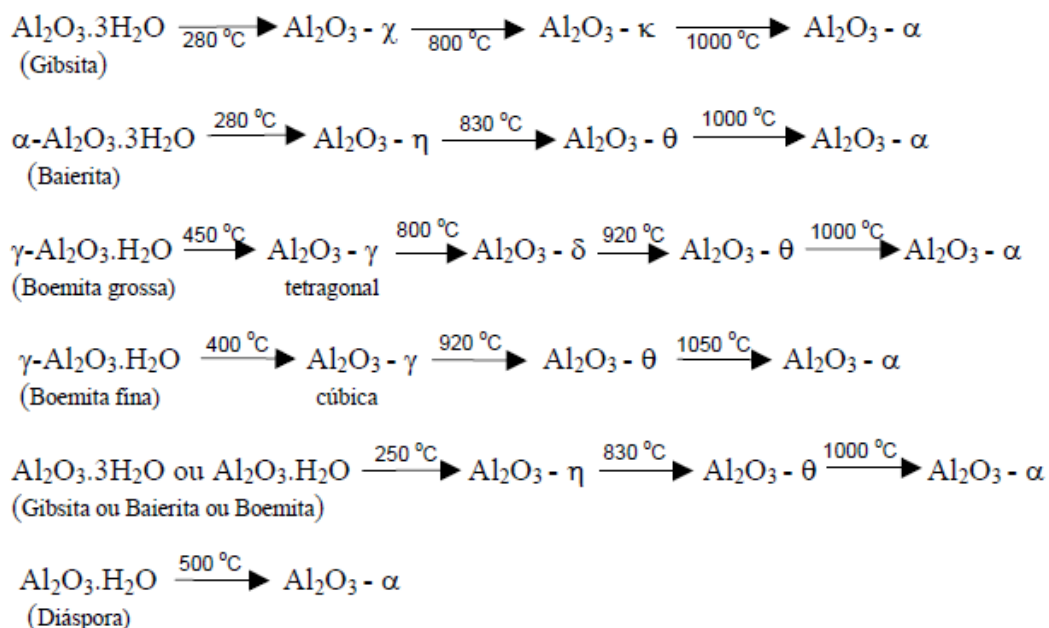 Al₂O₃.3H₂O 280 °C Al₂O₃ - χ 800 °C Al₂O₃ - κ 1000 °C Al₂O₃ - α
(Gibsita)
α-Al₂O₃.3H₂O 280 °C Al₂O₃ - η 830 °C Al₂O₃ - θ 1000 °C Al₂O₃ - α
(Baierita)
γ-Al₂O₃.H₂O 450 °C Al₂O₃ - γ 800 °C Al₂O₃ - δ 920 °C Al₂O₃ - θ 1000 °C Al₂O₃ - α
(Boemita grossa) tetragonal
γ-Al₂O₃.H₂O 400 °C Al₂O₃ - γ 920 °C Al₂O₃ - θ 1050 °C Al₂O₃ - α
(Boemita fina) cúbica
Al₂O₃.3H₂O ou Al₂O₃.H₂O 250 °C Al₂O₃ - η 830 °C Al₂O₃ - θ 1000 °C Al₂O₃ - α
(Gibsita ou Baierita ou Boemita)
Al₂O₃.H₂O 500 °C Al₂O₃ - α
(Diáspora)